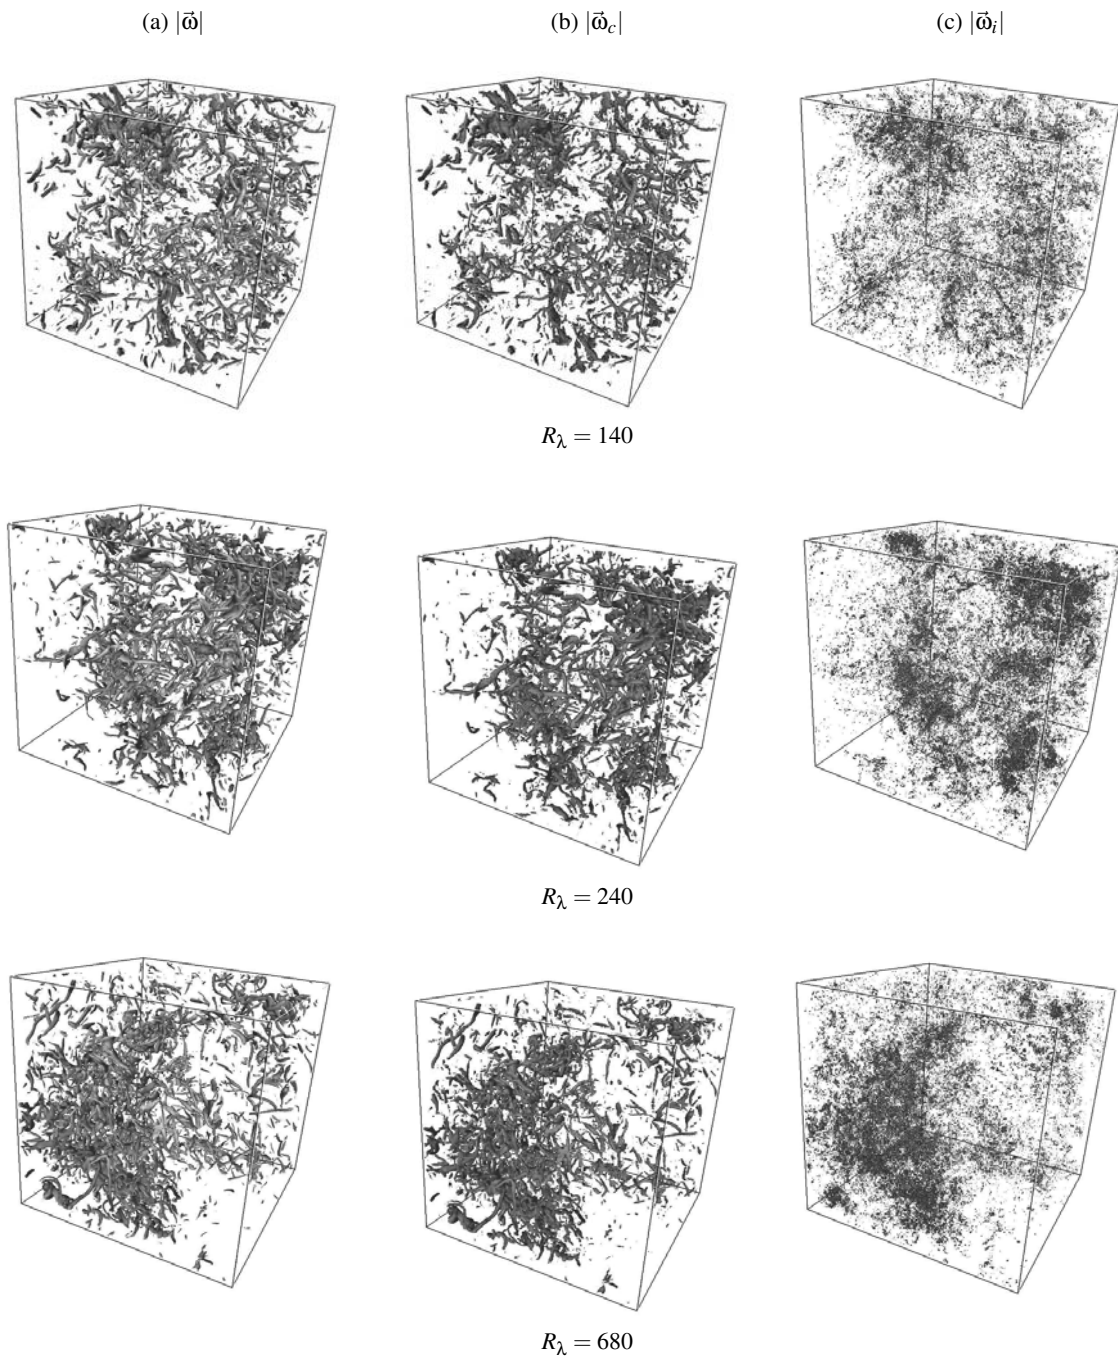 (a) |ω⃗|
(b) |ω⃗_c|
(c) |ω⃗_i|
R_λ = 140
R_λ = 240
R_λ = 680